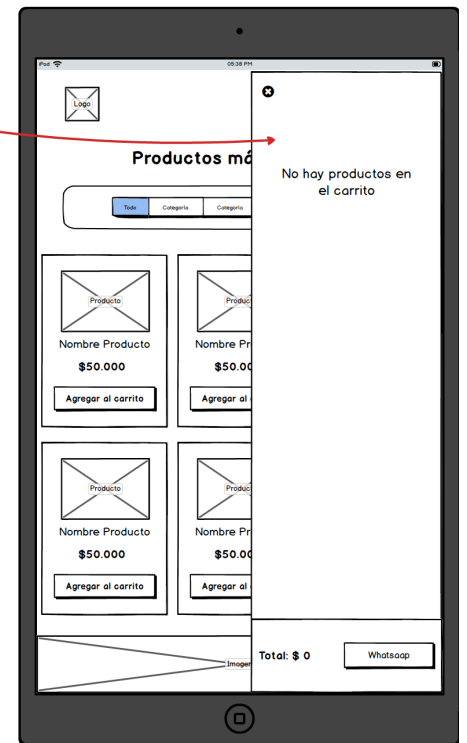 iPad
05:38 PM
Logo
Productos má
Todo
Categoría
Categoría
Producto
Nombre Producto
$50.000
Agregar al carrito
Produc
Nombre Pr
$50.00
Agregar al
Producto
Nombre Producto
$50.000
Agregar al carrito
Produc
Nombre Pr
$50.00
Agregar al
Imagen
No hay productos en
el carrito
Total: $ 0
Whatsaap